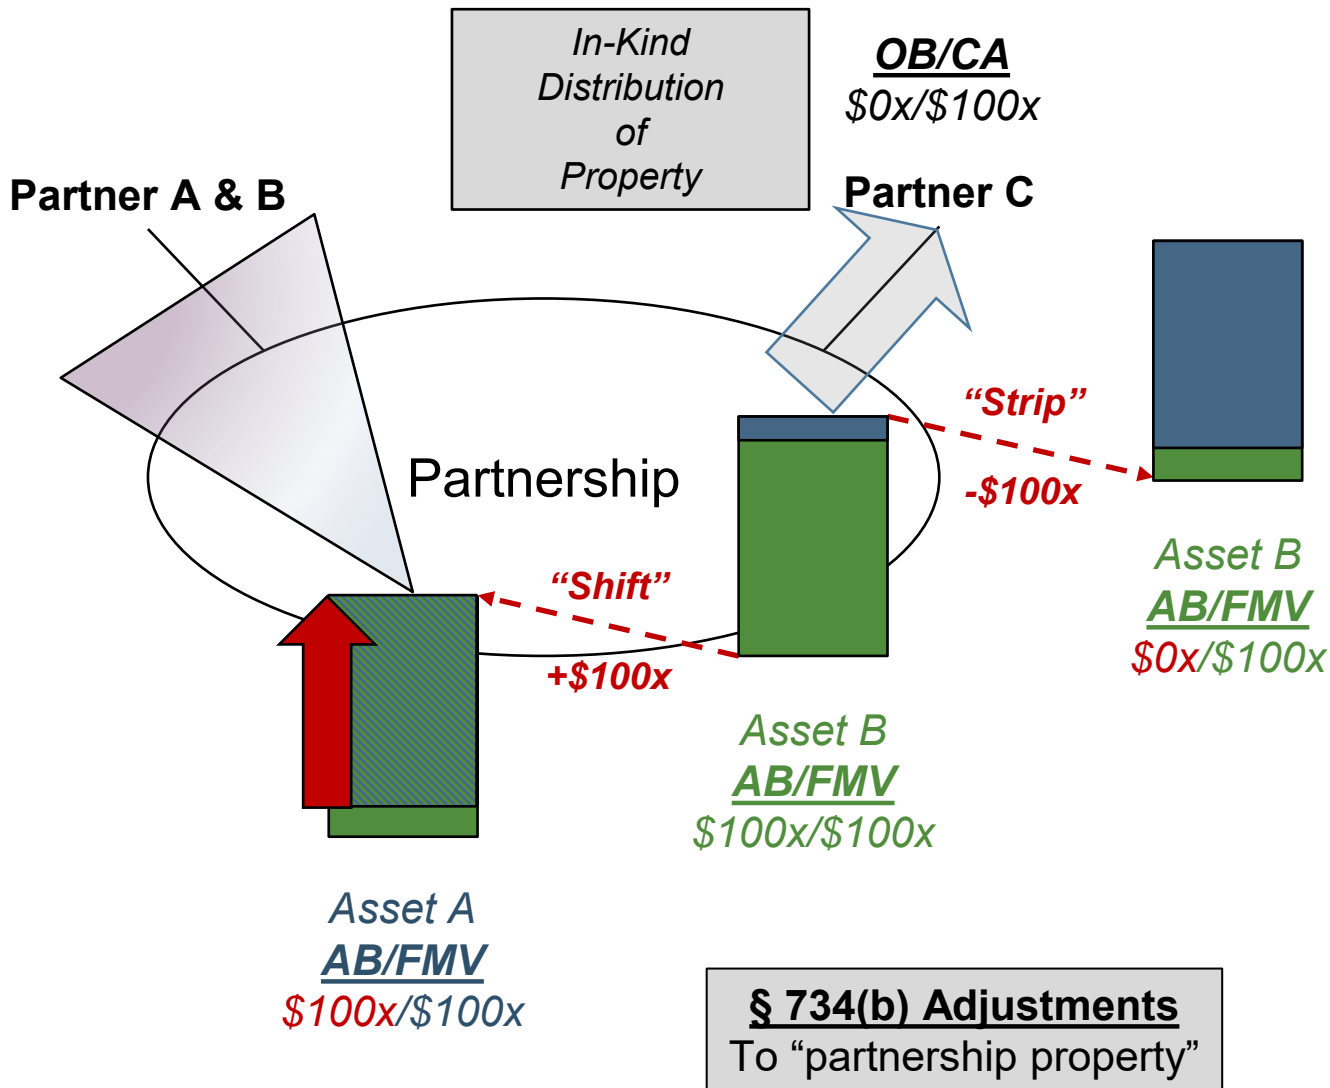 In-Kind
Distribution
of
Property
OB/CA
$0x/$100x
Partner A & B
Partner C
“Strip”
-$100x
Partnership
“Shift”
+$100x
Asset B
AB/FMV
$0x/$100x
Asset B
AB/FMV
$100x/$100x
Asset A
AB/FMV
$100x/$100x
§ 734(b) Adjustments
To “partnership property”